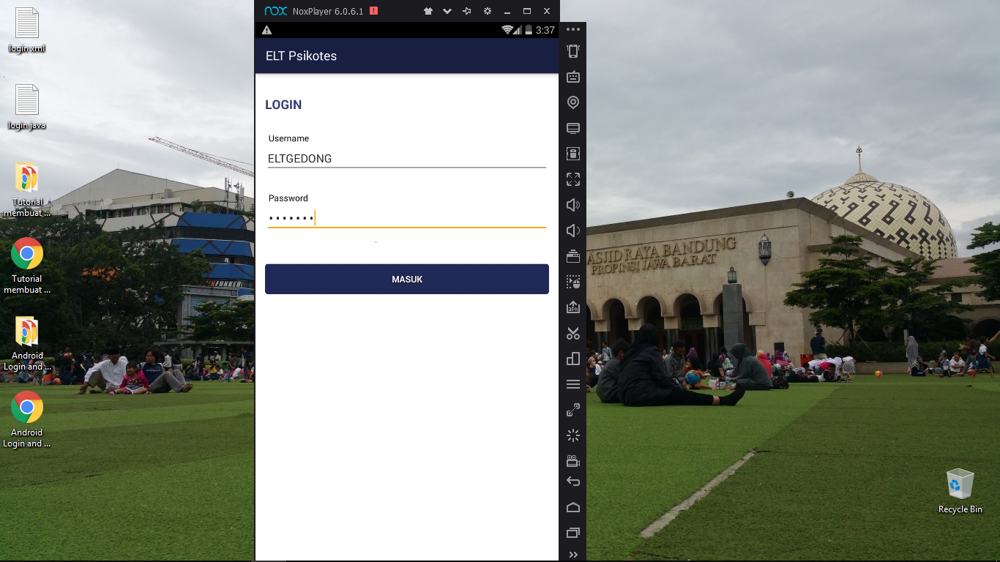 login.xml
login.java
Tutorial
membuat ...
Tutorial
membuat ...
Android
Login and ...
Android
Login and ...
nox NoxPlayer 6.0.6.1
3:37
ELT Psikotes
LOGIN
Username
ELTGEDONG
Password
MASUK
FUNKER
ASJID RAYA BANDUNG
PROPINSI JAWA BARAT
Recycle Bin